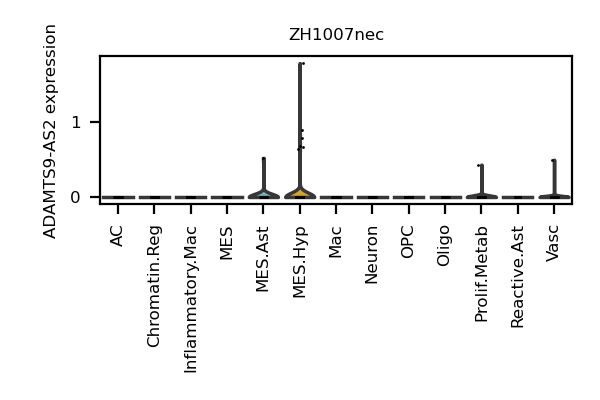 ZH1007nec
ADAMTS9-AS2 expression
1
0
AC
Chromatin.Reg
Inflammatory.Mac
MES
MES.Ast
MES.Hyp
Mac
Neuron
OPC
Oligo
Prolif.Metab
Reactive.Ast
Vasc